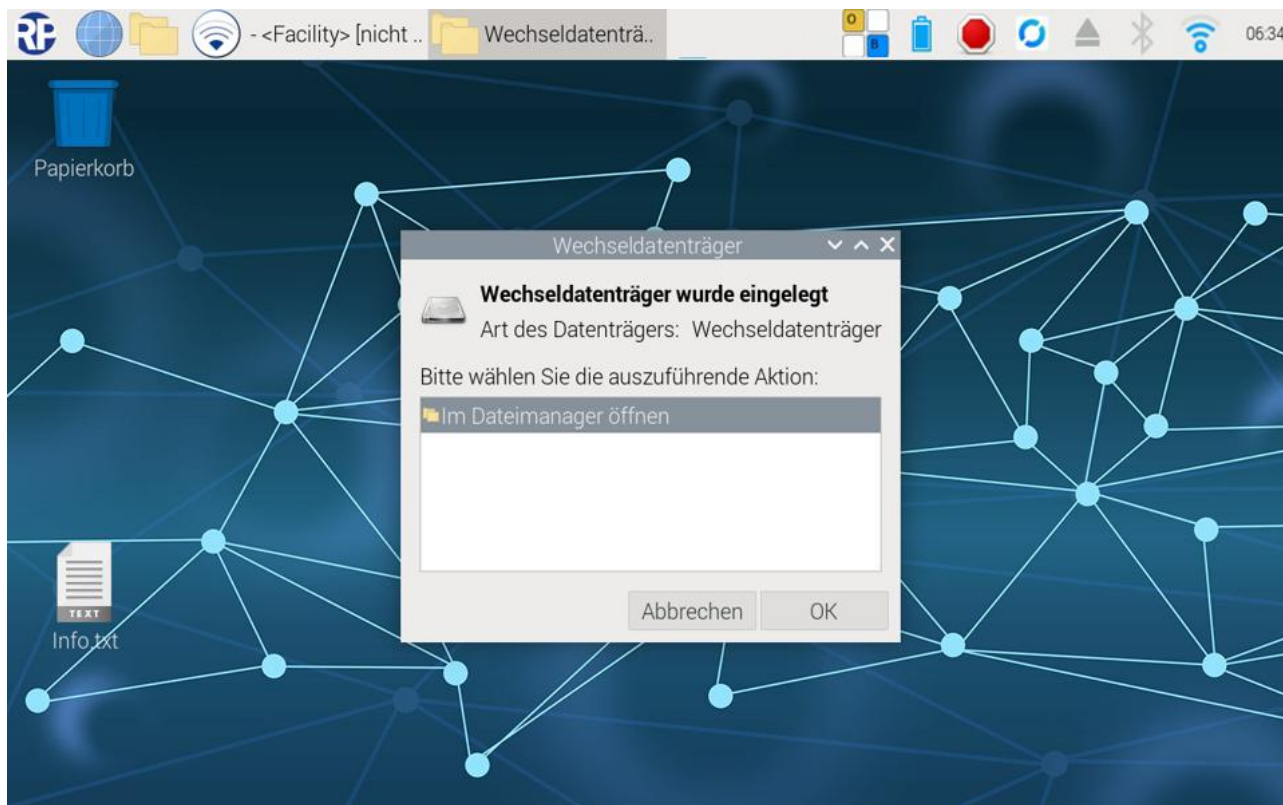 RF
- <Facility> [nicht ..
Wechseldatenträ..
O
B
06:34
Papierkorb
Wechseldatenträger
Wechseldatenträger wurde eingelegt
Art des Datenträgers: Wechseldatenträger
Bitte wählen Sie die auszuführende Aktion:
Im Dateimanager öffnen
Abbrechen
OK
TEXT
Info.txt